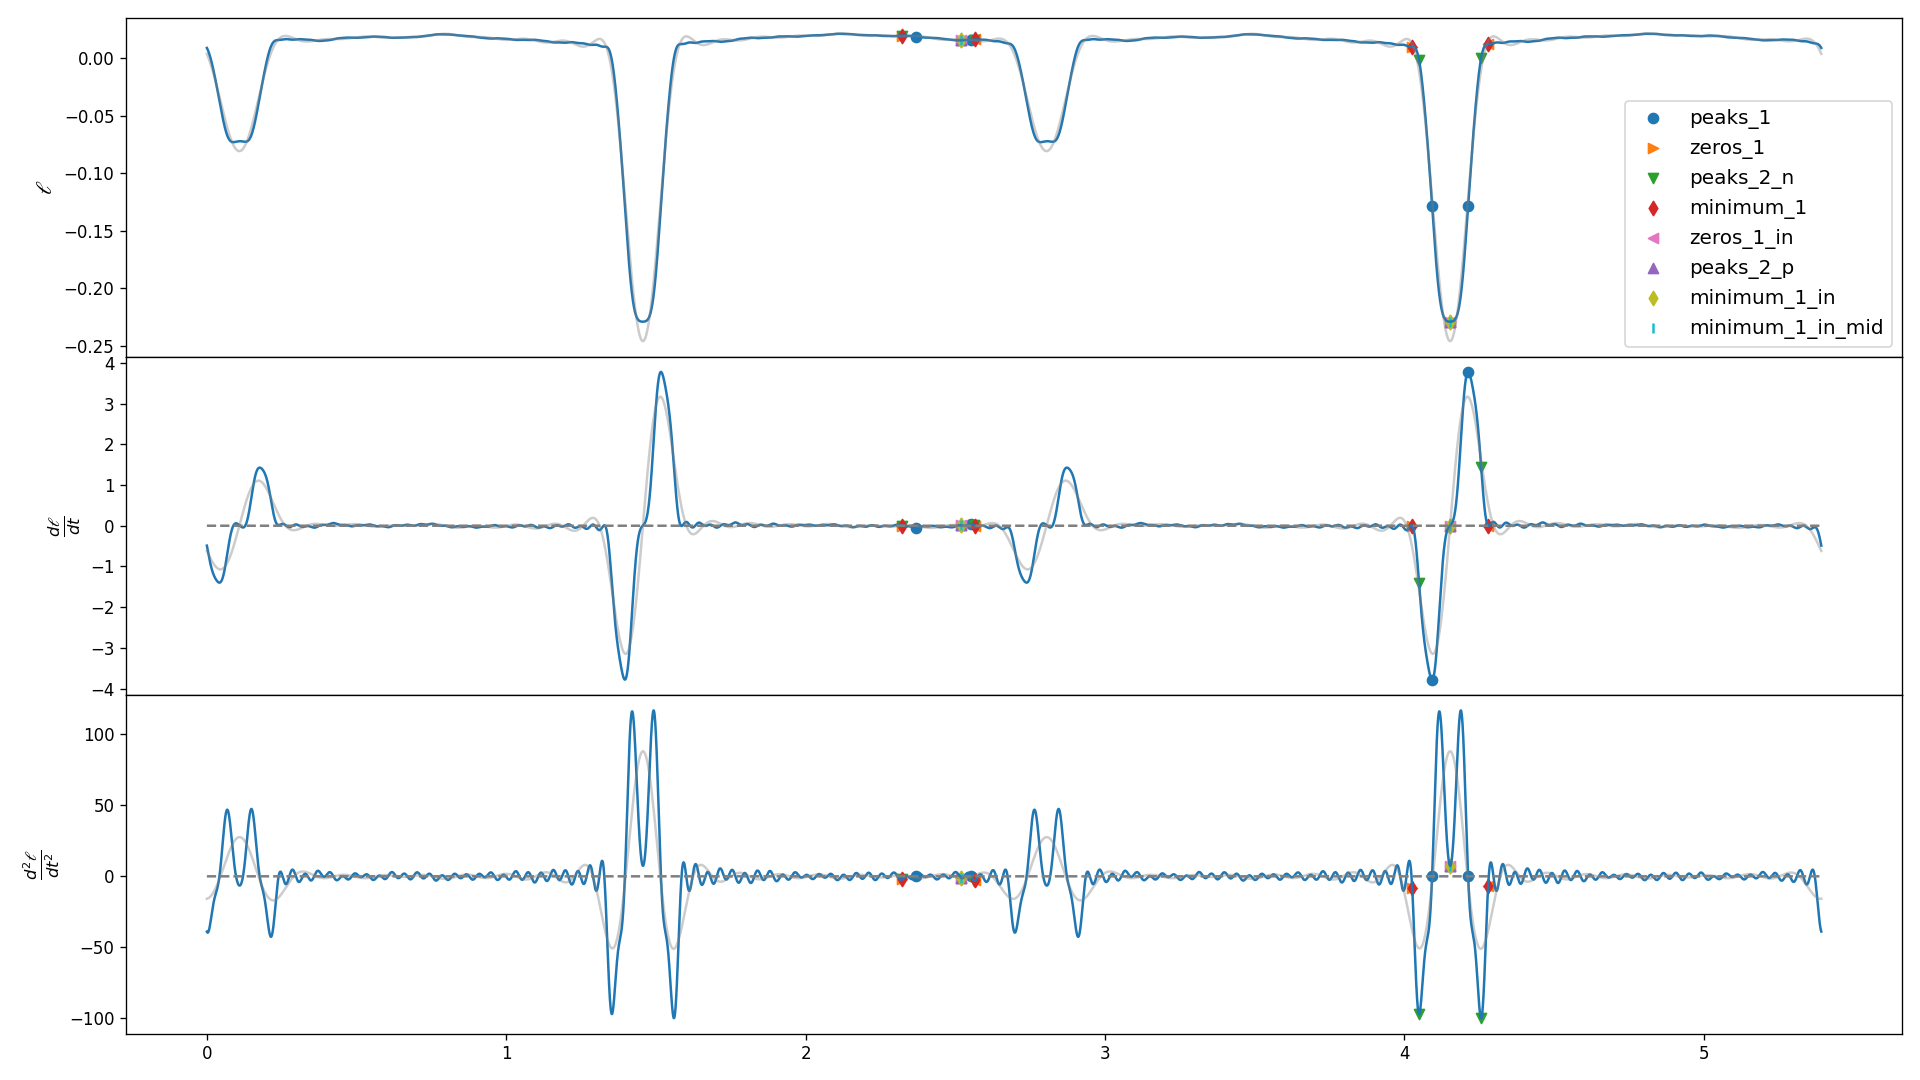 0.00
−0.05
−0.10
−0.15
−0.20
−0.25
ℓ
peaks_1
zeros_1
peaks_2_n
minimum_1
zeros_1_in
peaks_2_p
minimum_1_in
minimum_1_in_mid
4
3
2
1
0
−1
−2
−3
−4
dℓ
dt
100
50
0
−50
−100
d²ℓ
dt²
0 1 2 3 4 5